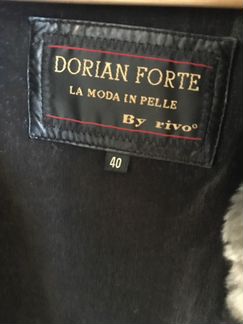 DORIAN FORTE
LA MODA IN PELLE
By rivo°
40